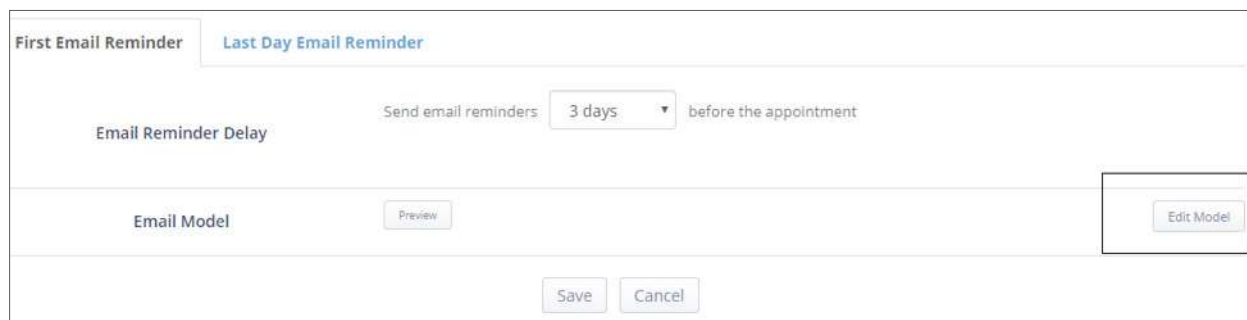 First Email Reminder Last Day Email Reminder
Send email reminders 3 days before the appointment
Email Reminder Delay
Email Model Preview Edit Model
Save Cancel